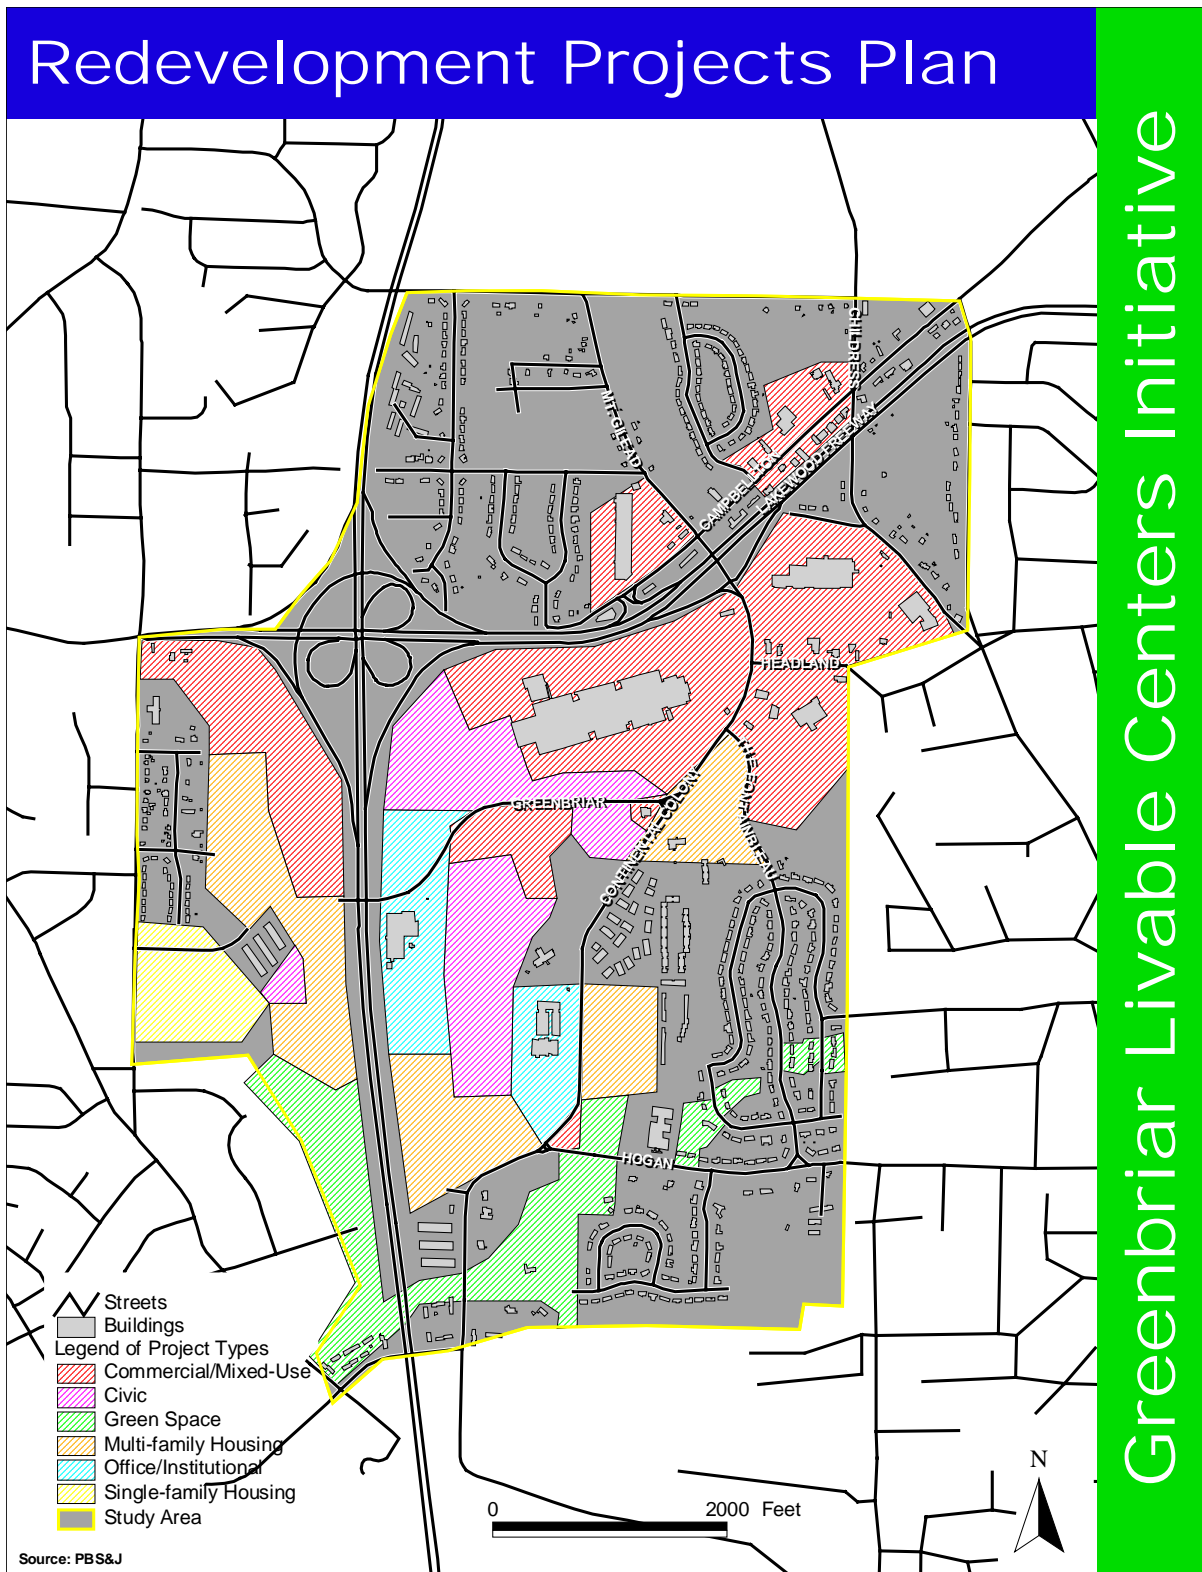 Redevelopment Projects Plan
Greenbriar Livable Centers Initiative
CHILDRESS
MT. GILEAD
CAMPBELLTON
LAKEWOOD FREEWAY
HEADLAND
GREENBRIAR
CONTINENTAL COLONY
HOGAN
Streets
Buildings
Legend of Project Types
Commercial/Mixed-Use
Civic
Green Space
Multi-family Housing
Office/Institutional
Single-family Housing
Study Area
0 2000 Feet
N
Source: PBS&J